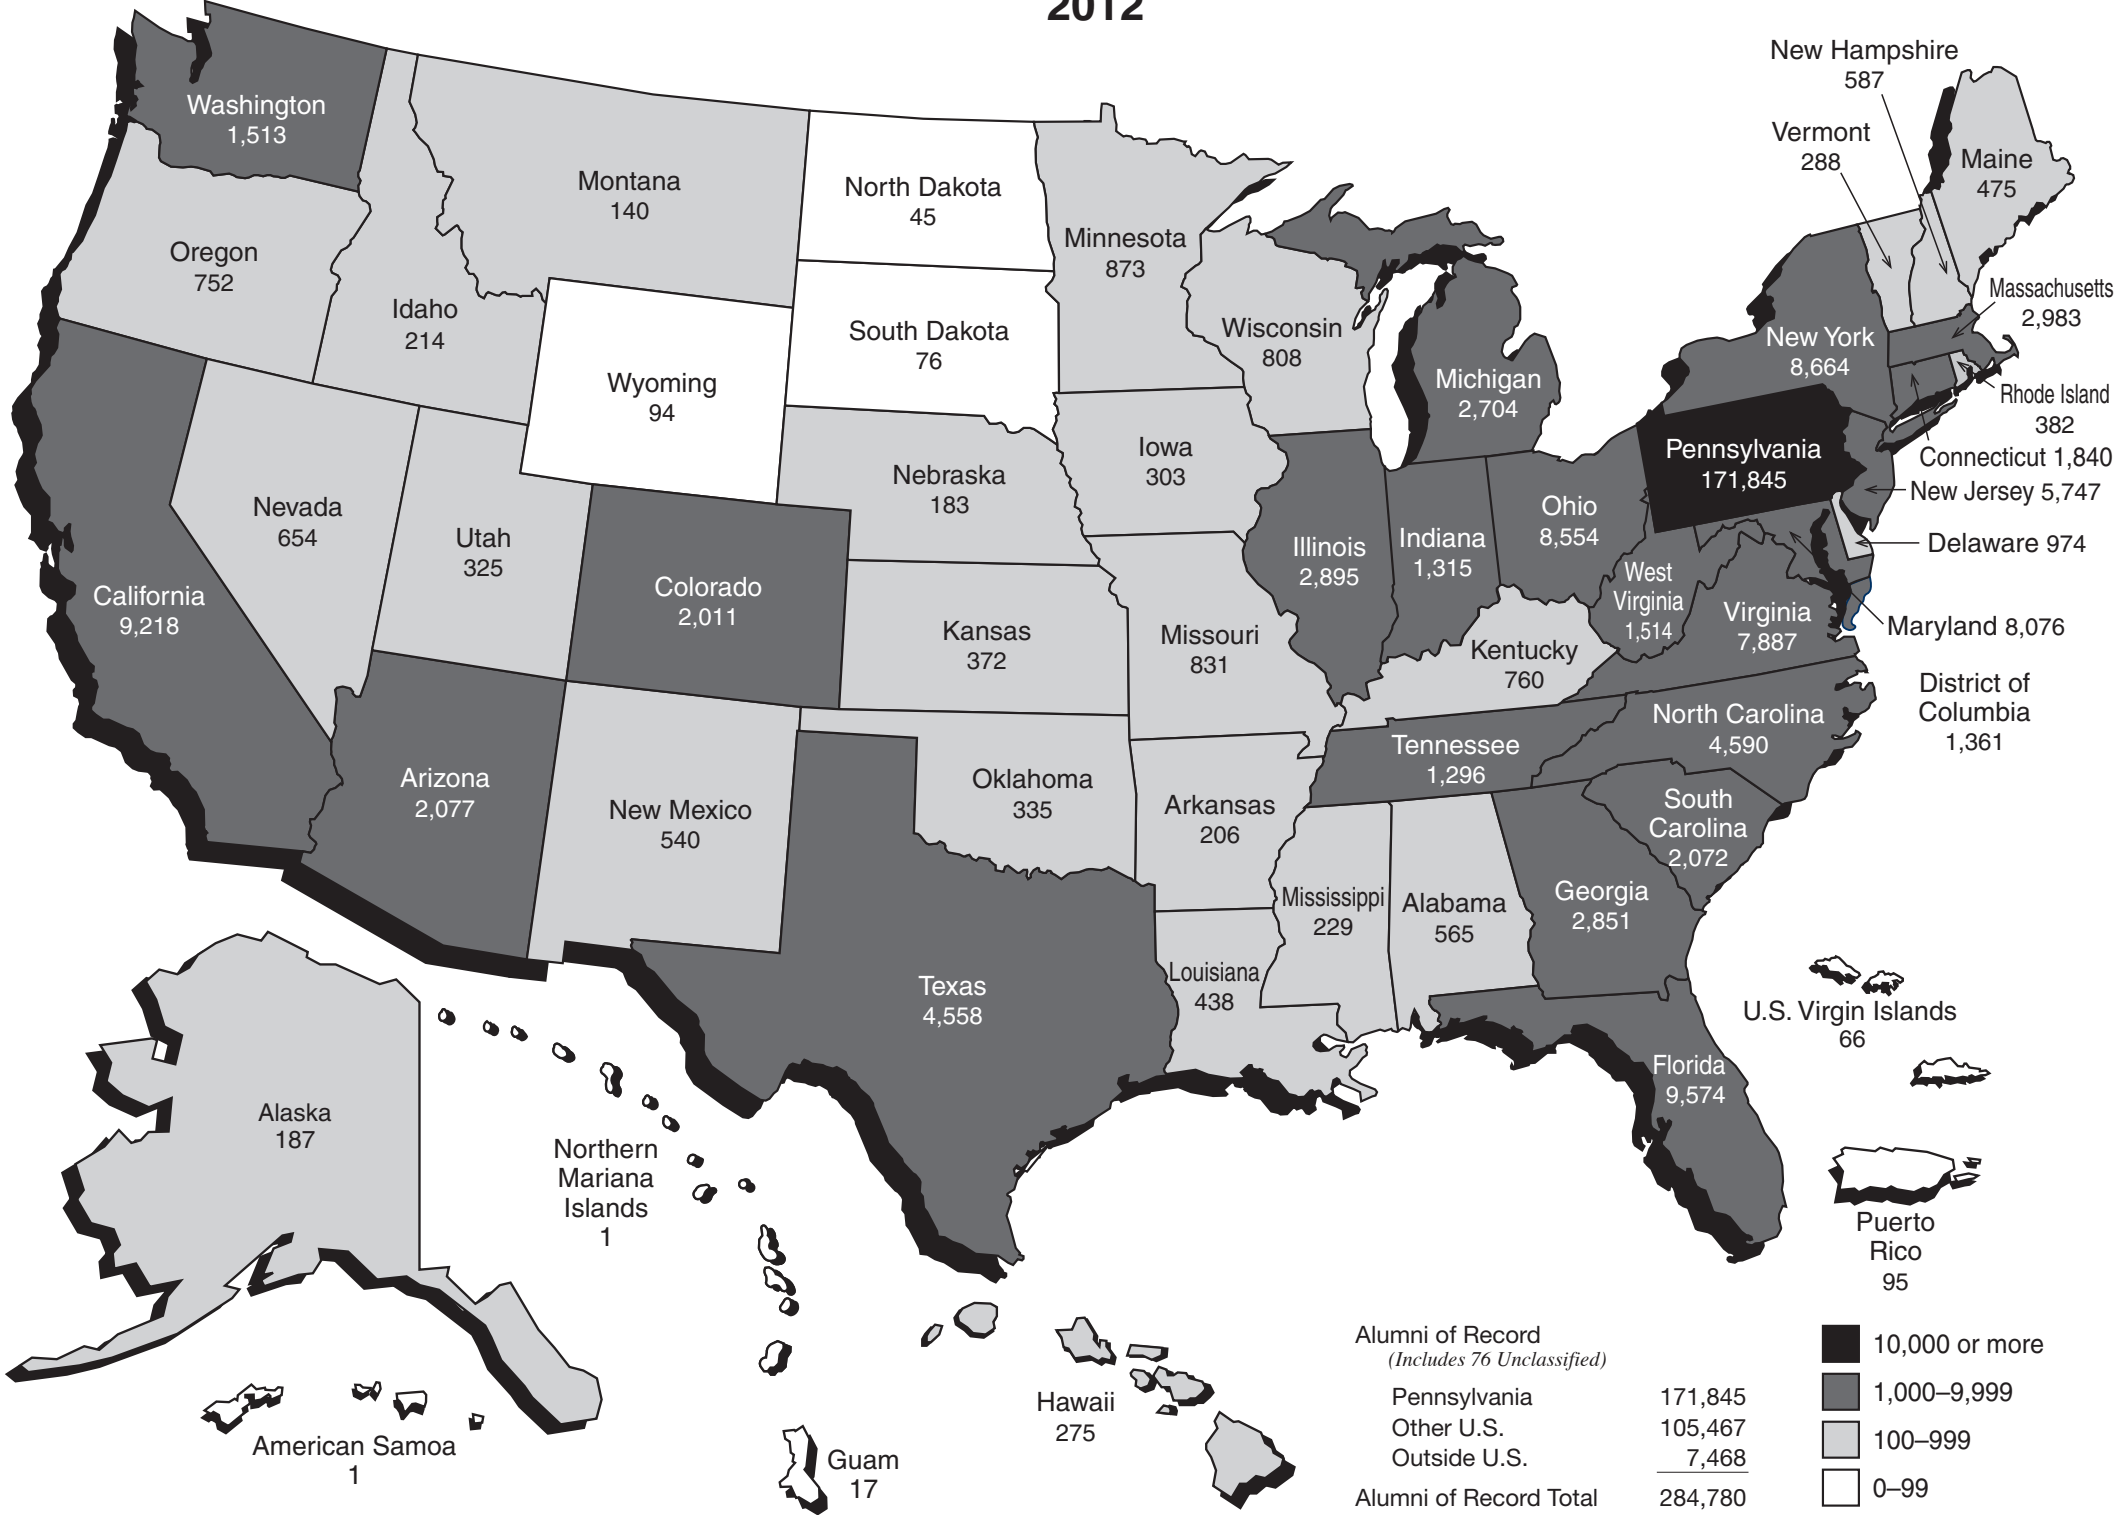 2012
Washington
1,513
Oregon
752
California
9,218
Nevada
654
Idaho
214
Montana
140
Wyoming
94
Utah
325
Colorado
2,011
Arizona
2,077
New Mexico
540
North Dakota
45
South Dakota
76
Nebraska
183
Kansas
372
Oklahoma
335
Texas
4,558
Minnesota
873
Iowa
303
Missouri
831
Arkansas
206
Louisiana
438
Wisconsin
808
Illinois
2,895
Michigan
2,704
Indiana
1,315
Ohio
8,554
Kentucky
760
Tennessee
1,296
Mississippi
229
Alabama
565
Georgia
2,851
Florida
9,574
South
Carolina
2,072
North Carolina
4,590
Virginia
7,887
West
Virginia
1,514
Pennsylvania
171,845
New York
8,664
New Hampshire
587
Vermont
288
Maine
475
Massachusetts
2,983
Rhode Island
382
Connecticut 1,840
New Jersey 5,747
Delaware 974
Maryland 8,076
District of
Columbia
1,361
U.S. Virgin Islands
66
Puerto
Rico
95
Alaska
187
Northern
Mariana
Islands
1
American Samoa
1
Guam
17
Hawaii
275
Alumni of Record
(Includes 76 Unclassified)
Pennsylvania 171,845
Other U.S. 105,467
Outside U.S. 7,468
Alumni of Record Total 284,780
10,000 or more
1,000–9,999
100–999
0–99